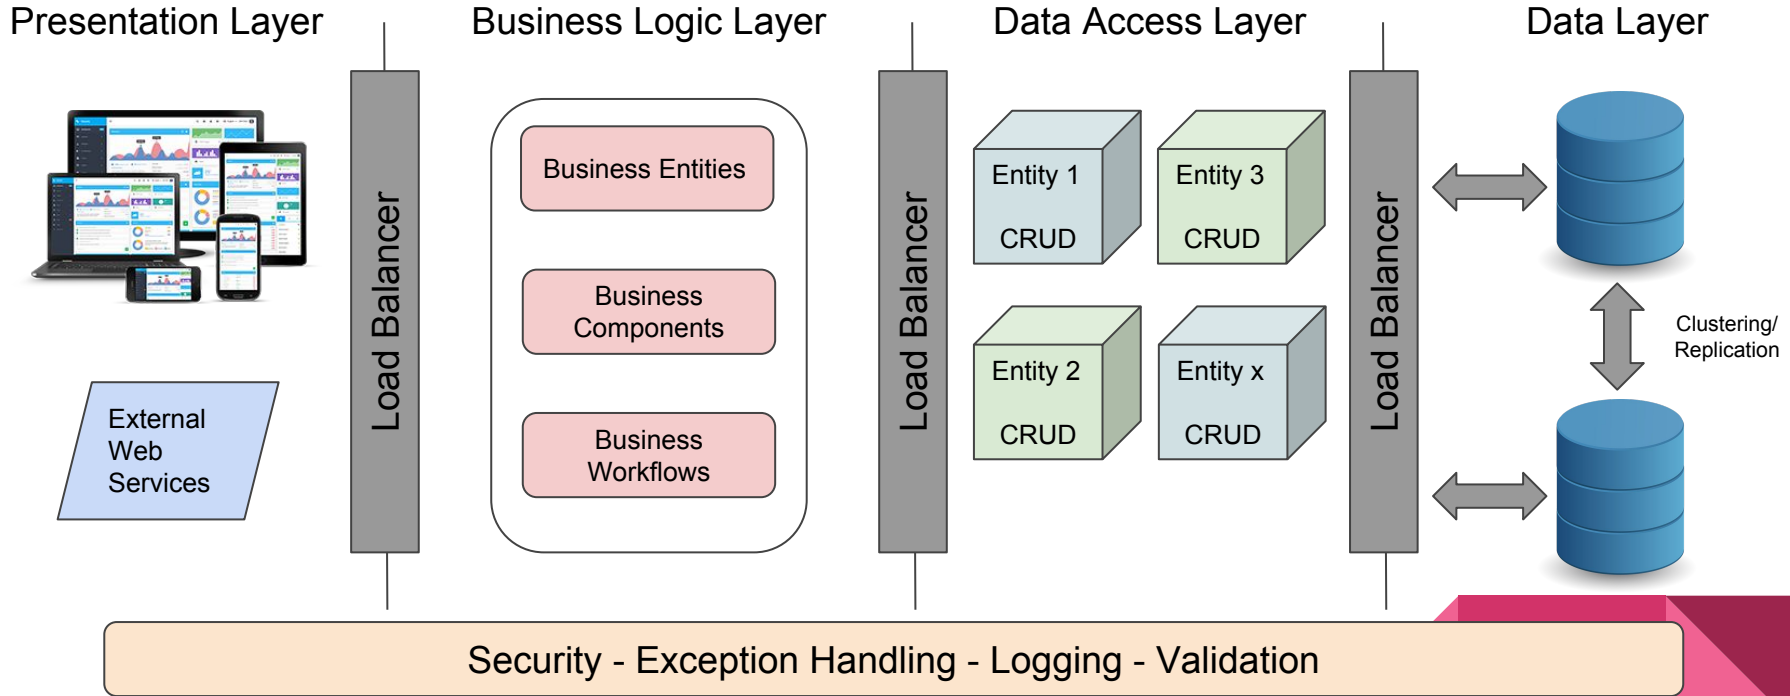 Presentation Layer
Business Logic Layer
Data Access Layer
Data Layer
External
Web
Services
Load Balancer
Business Entities
Business
Components
Business
Workflows
Load Balancer
Entity 1
CRUD
Entity 3
CRUD
Entity 2
CRUD
Entity x
CRUD
Load Balancer
Clustering/
Replication
Security - Exception Handling - Logging - Validation